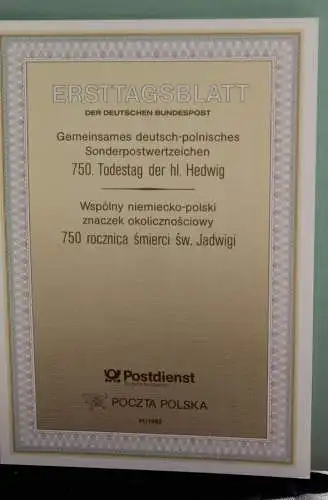 ERSTTAGSBLATT
DER DEUTSCHEN BUNDESPOST
Gemeinsames deutsch-polnisches
Sonderpostwertzeichen
750. Todestag der hl. Hedwig
Wspólny niemiecko-polski
znaczek okolicznościowy
750 rocznica śmierci św. Jadwigi
Postdienst
POCZTA POLSKA